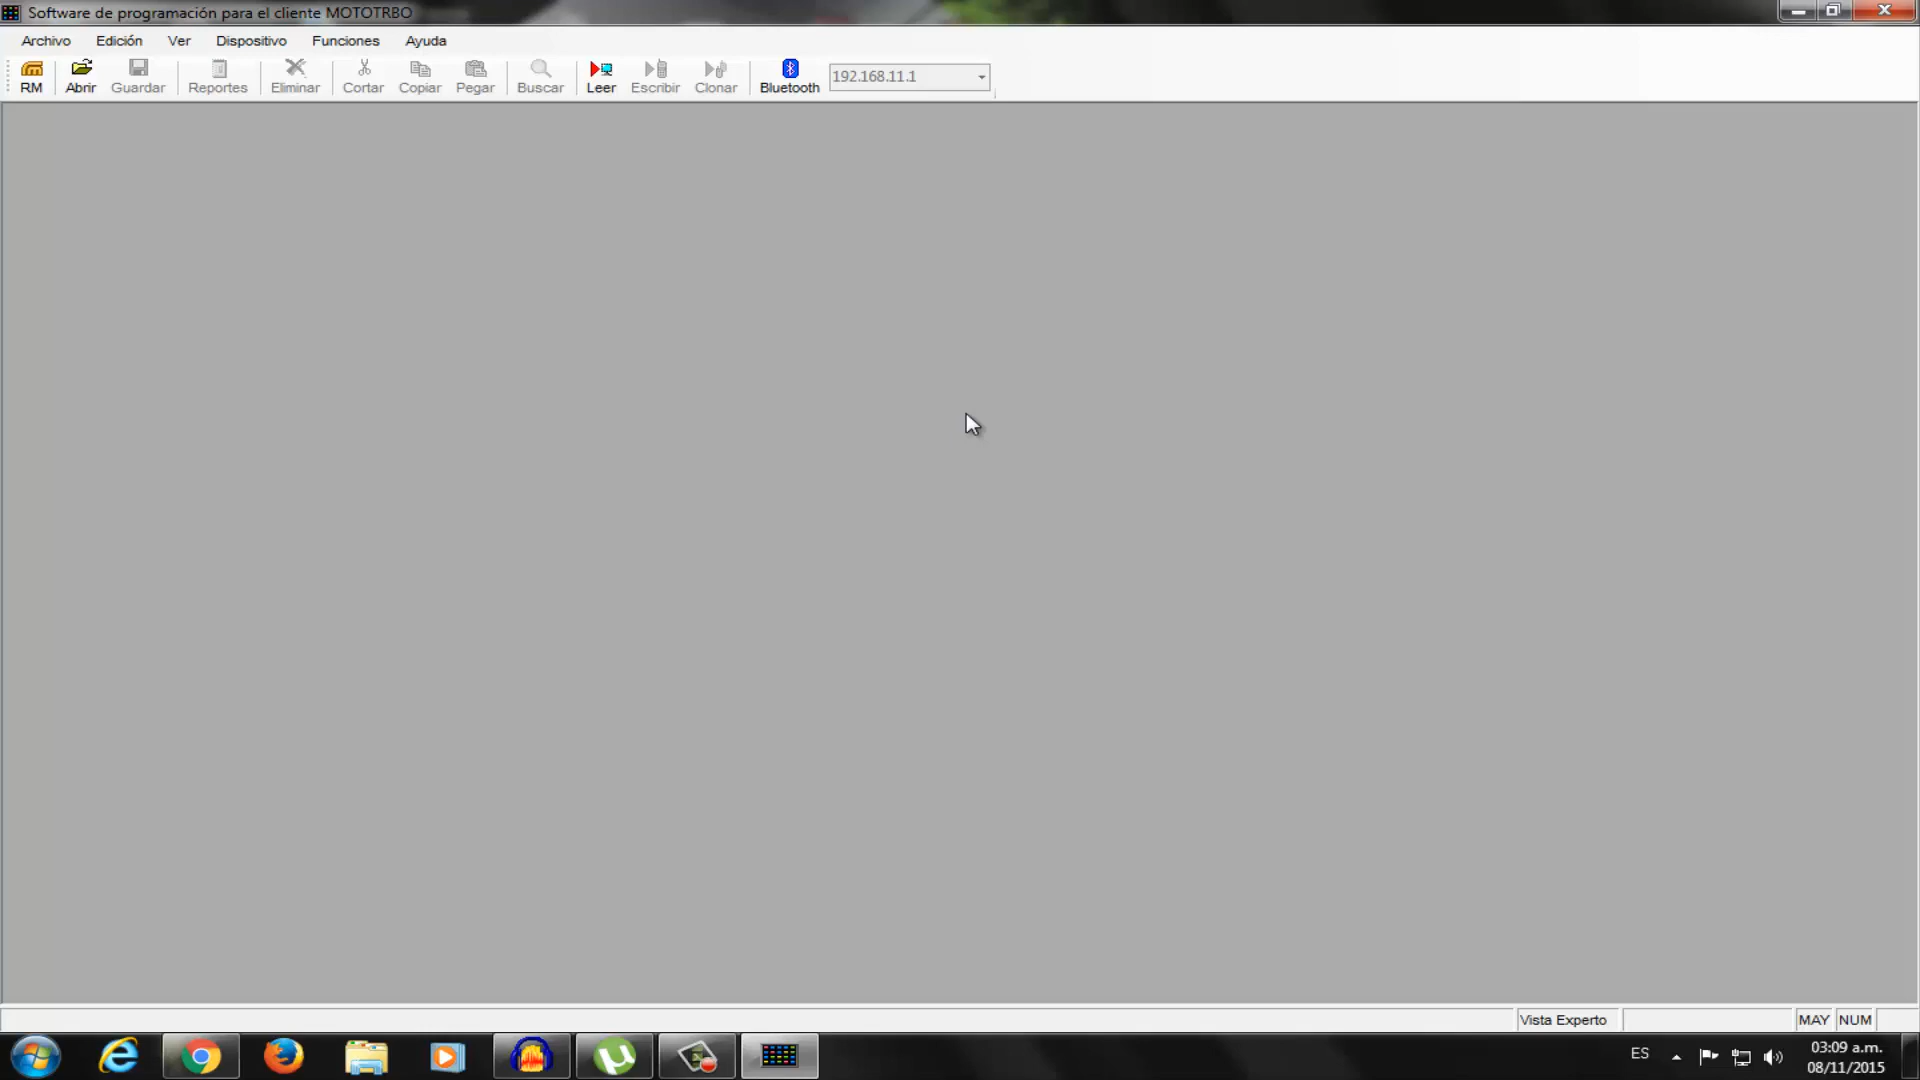 Software de programación para el cliente MOTOTRBO
Archivo Edición Ver Dispositivo Funciones Ayuda
RM Abrir Guardar Reportes Eliminar Cortar Copiar Pegar Buscar Leer Escribir Clonar Bluetooth 192.168.11.1
Vista Experto MAY NUM
ES 03:09 a.m.
08/11/2015